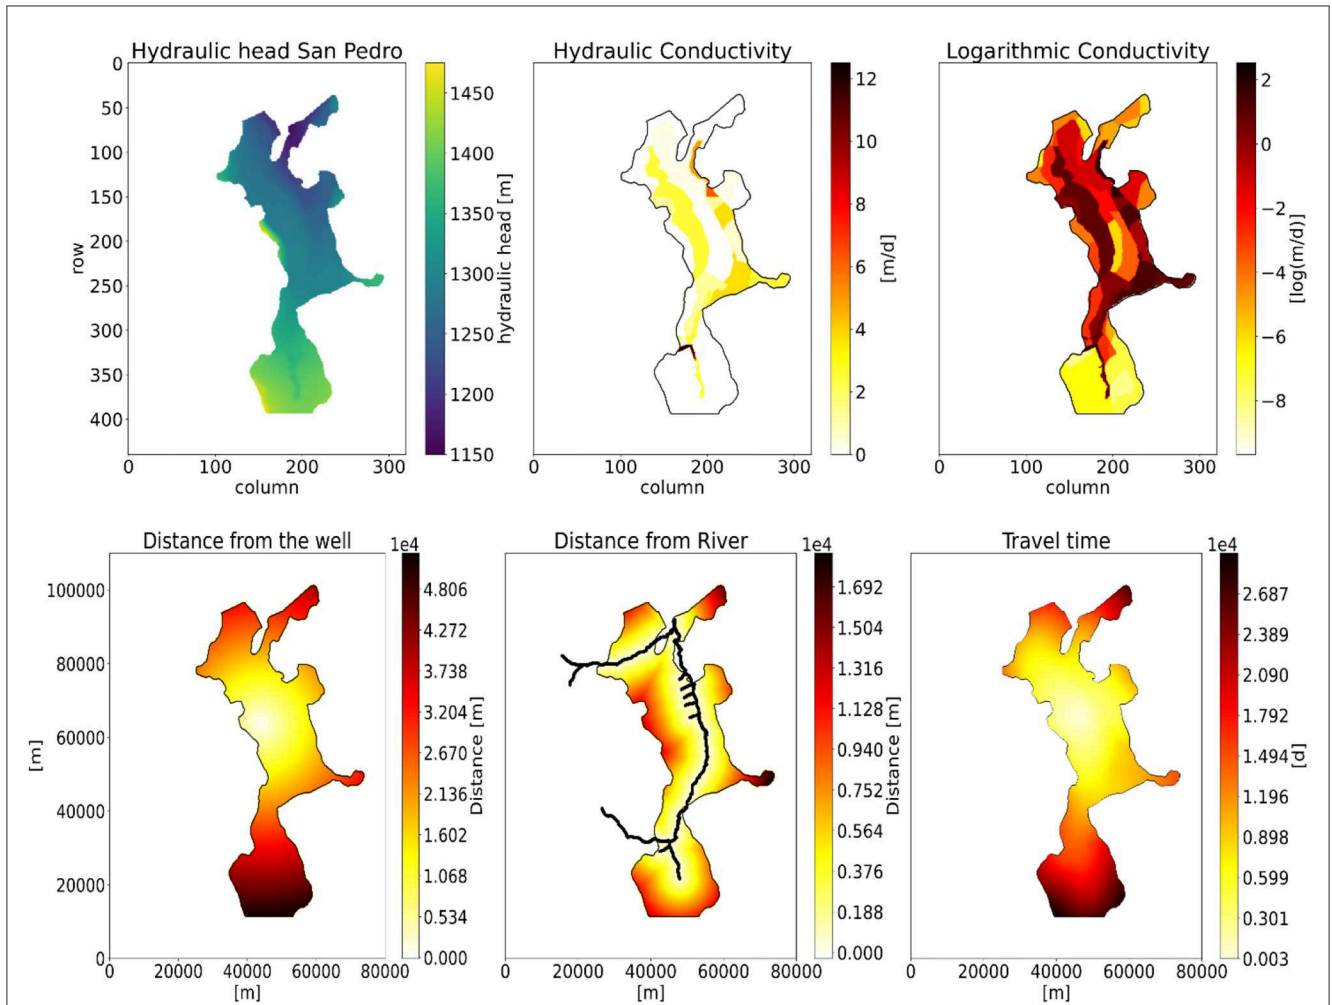 Hydraulic head San Pedro
0
50
100
150
200
250
300
350
400
row
0 100 200 300
column
1450
1400
1350
1300
1250
1200
1150
hydraulic head [m]
Hydraulic Conductivity
0 100 200 300
column
12
10
8
6
4
2
0
[m/d]
Logarithmic Conductivity
0 100 200 300
column
2
0
−2
−4
−6
−8
[log(m/d)]
Distance from the well
1e4
100000
80000
60000
40000
20000
0
[m]
0 20000 40000 60000 80000
[m]
4.806
4.272
3.738
3.204
2.670
2.136
1.602
1.068
0.534
0.000
Distance [m]
Distance from River
1e4
0 20000 40000 60000 80000
[m]
1.692
1.504
1.316
1.128
0.940
0.752
0.564
0.376
0.188
0.000
Distance [m]
Travel time
1e4
0 20000 40000 60000 80000
[m]
2.687
2.389
2.090
1.792
1.494
1.196
0.898
0.599
0.301
0.003
[d]